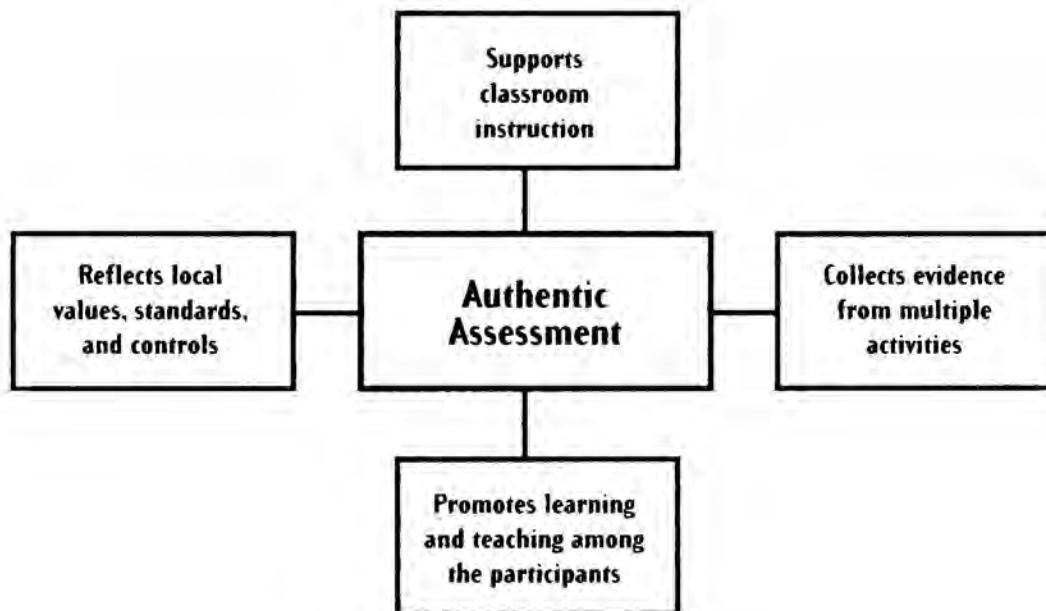 Supports
classroom
instruction
Reflects local
values, standards,
and controls
Authentic
Assessment
Collects evidence
from multiple
activities
Promotes learning
and teaching among
the participants